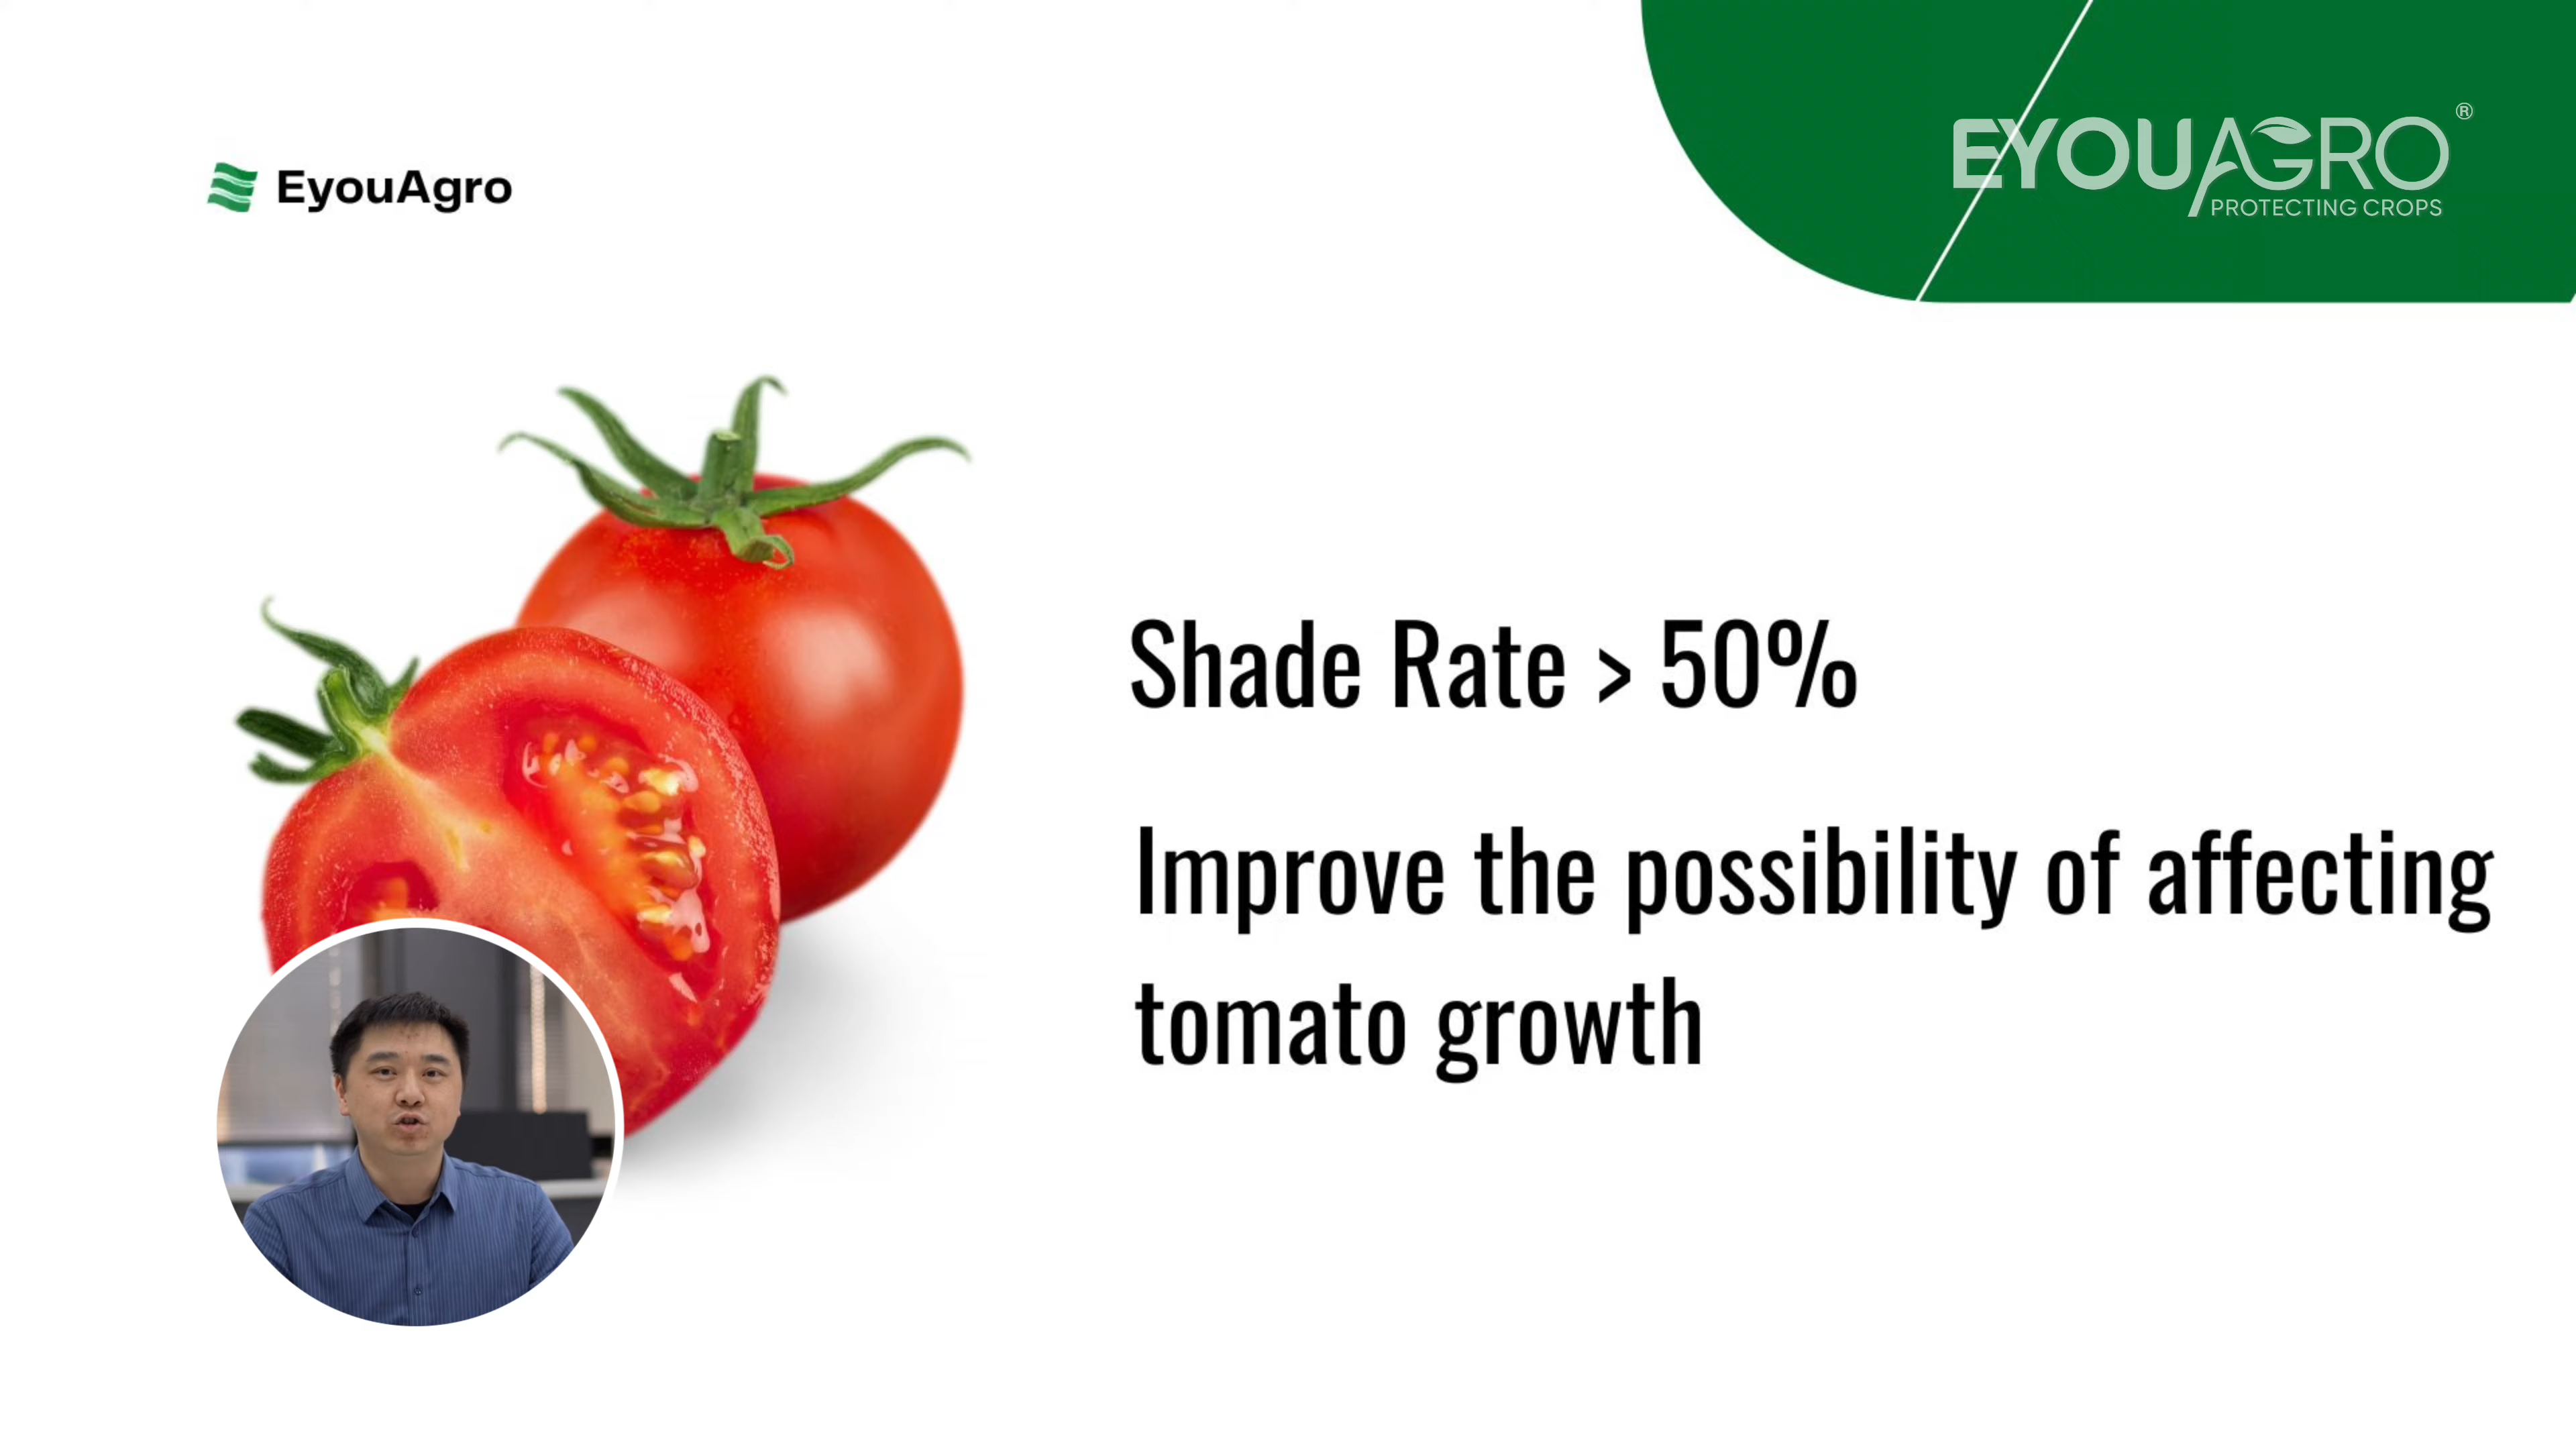 EyouAgro
EYOUAGRO®
PROTECTING CROPS
Shade Rate > 50%
Improve the possibility of affecting
tomato growth